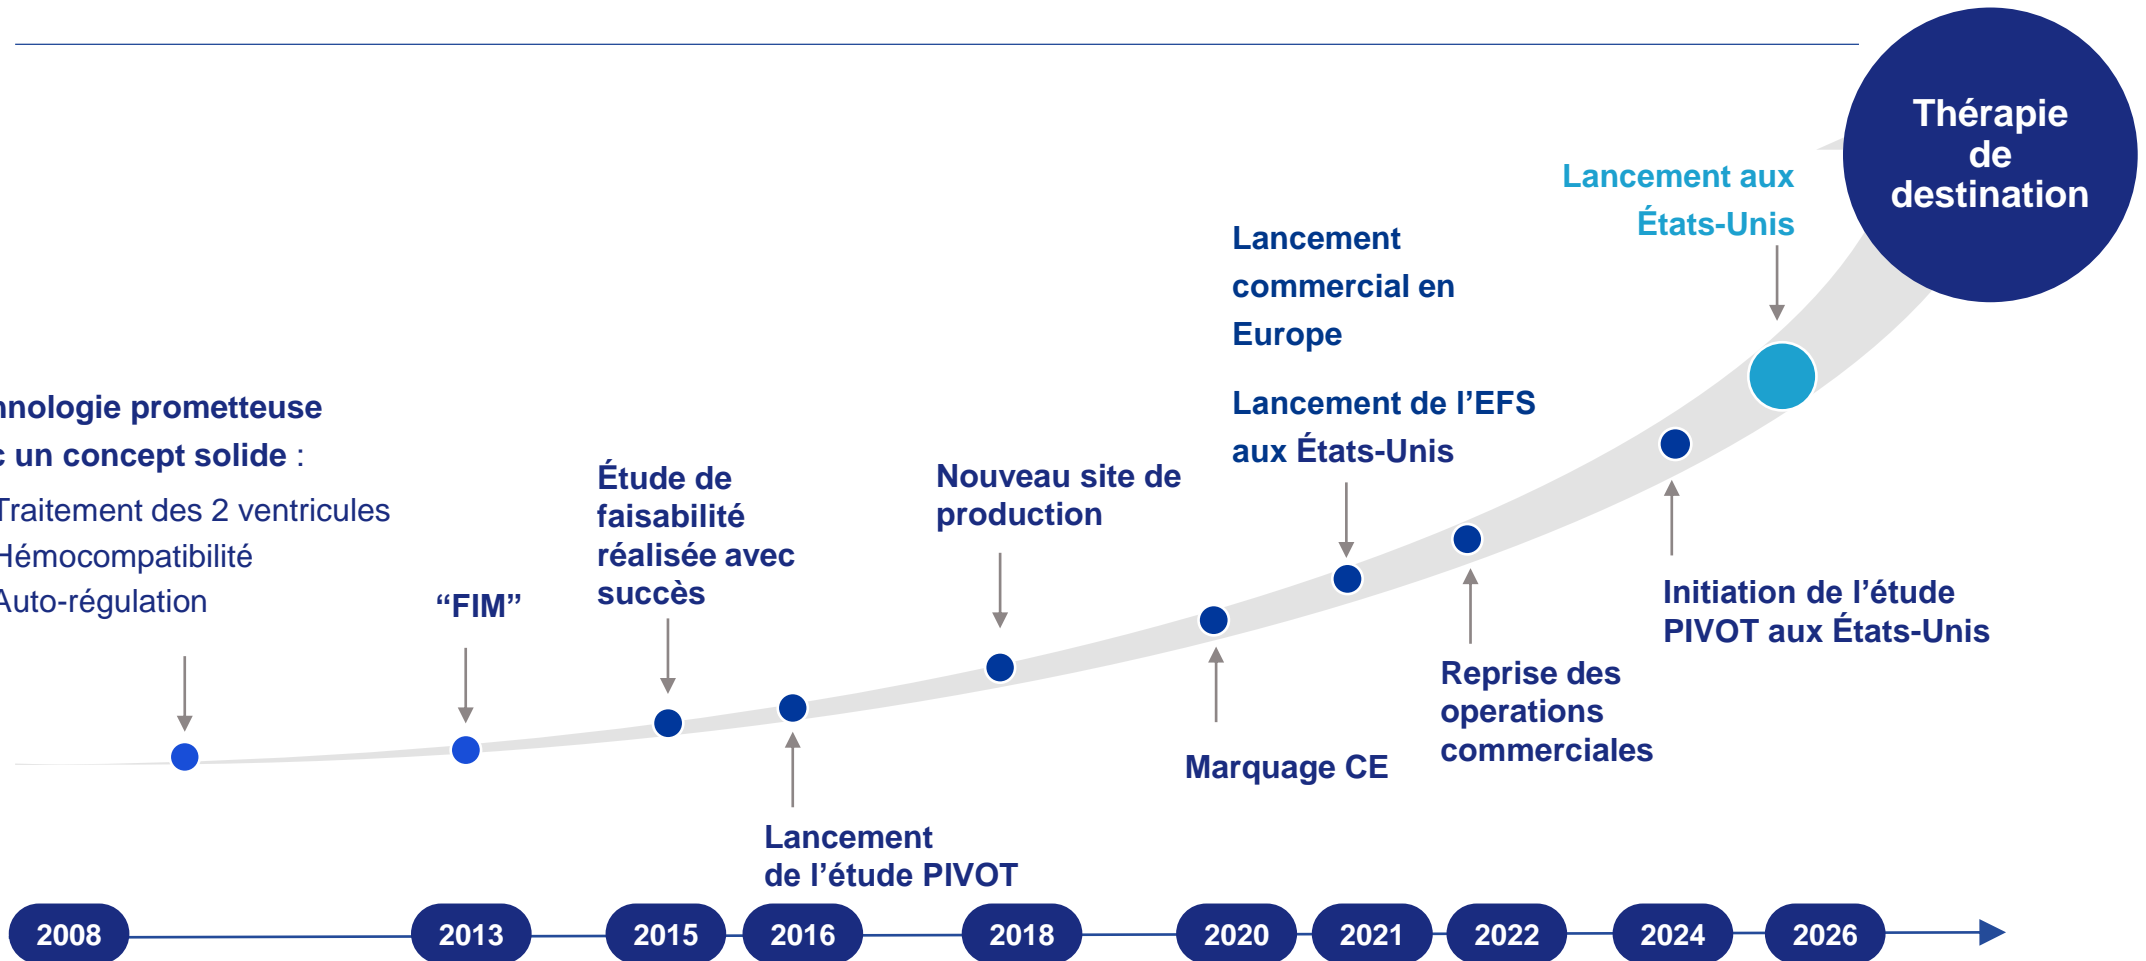 Thérapie
de
destination
Lancement aux
États-Unis
Lancement
commercial en
Europe
Lancement de l’EFS
aux États-Unis
prometteuse
un concept solide :
Traitement des 2 ventricules
Hémocompatibilité
Auto-régulation
“FIM”
Étude de
faisabilité
réalisée avec
succès
Nouveau site de
production
Initiation de l’étude
PIVOT aux États-Unis
Reprise des
operations
commerciales
Marquage CE
Lancement
de l’étude PIVOT
2008
2013
2015
2016
2018
2020
2021
2022
2024
2026